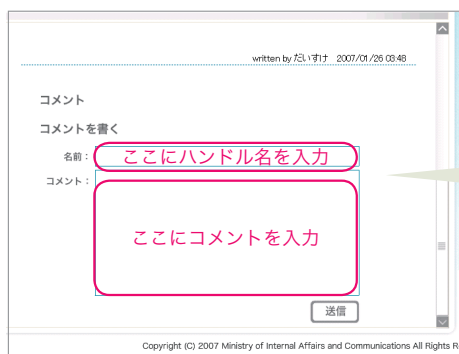 written by だいすけ 2007/01/26 03:48
コメント
コメントを書く
名前：
ここにハンドル名を入力
コメント：
ここにコメントを入力
送信
Copyright (C) 2007 Ministry of Internal Affairs and Communications All Rights R